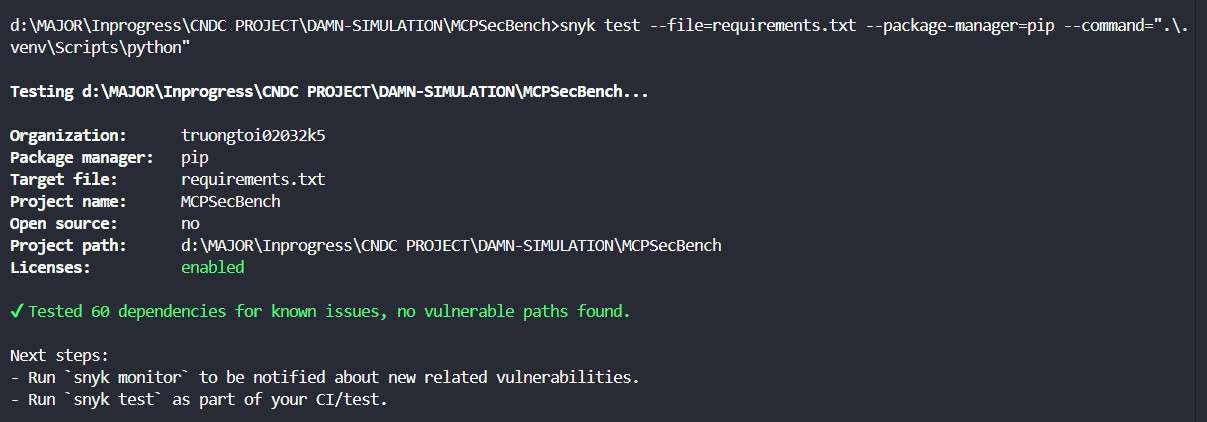 d:\MAJOR\Inprogress\CNDC PROJECT\DAMN-SIMULATION\MCPSecBench>snyk test --file=requirements.txt --package-manager=pip --command=".\.
venv\Scripts\python"
Testing d:\MAJOR\Inprogress\CNDC PROJECT\DAMN-SIMULATION\MCPSecBench...
Organization: truongtoi02032k5
Package manager: pip
Target file: requirements.txt
Project name: MCPSecBench
Open source: no
Project path: d:\MAJOR\Inprogress\CNDC PROJECT\DAMN-SIMULATION\MCPSecBench
Licenses: enabled
✓ Tested 60 dependencies for known issues, no vulnerable paths found.
Next steps:
- Run `snyk monitor` to be notified about new related vulnerabilities.
- Run `snyk test` as part of your CI/test.